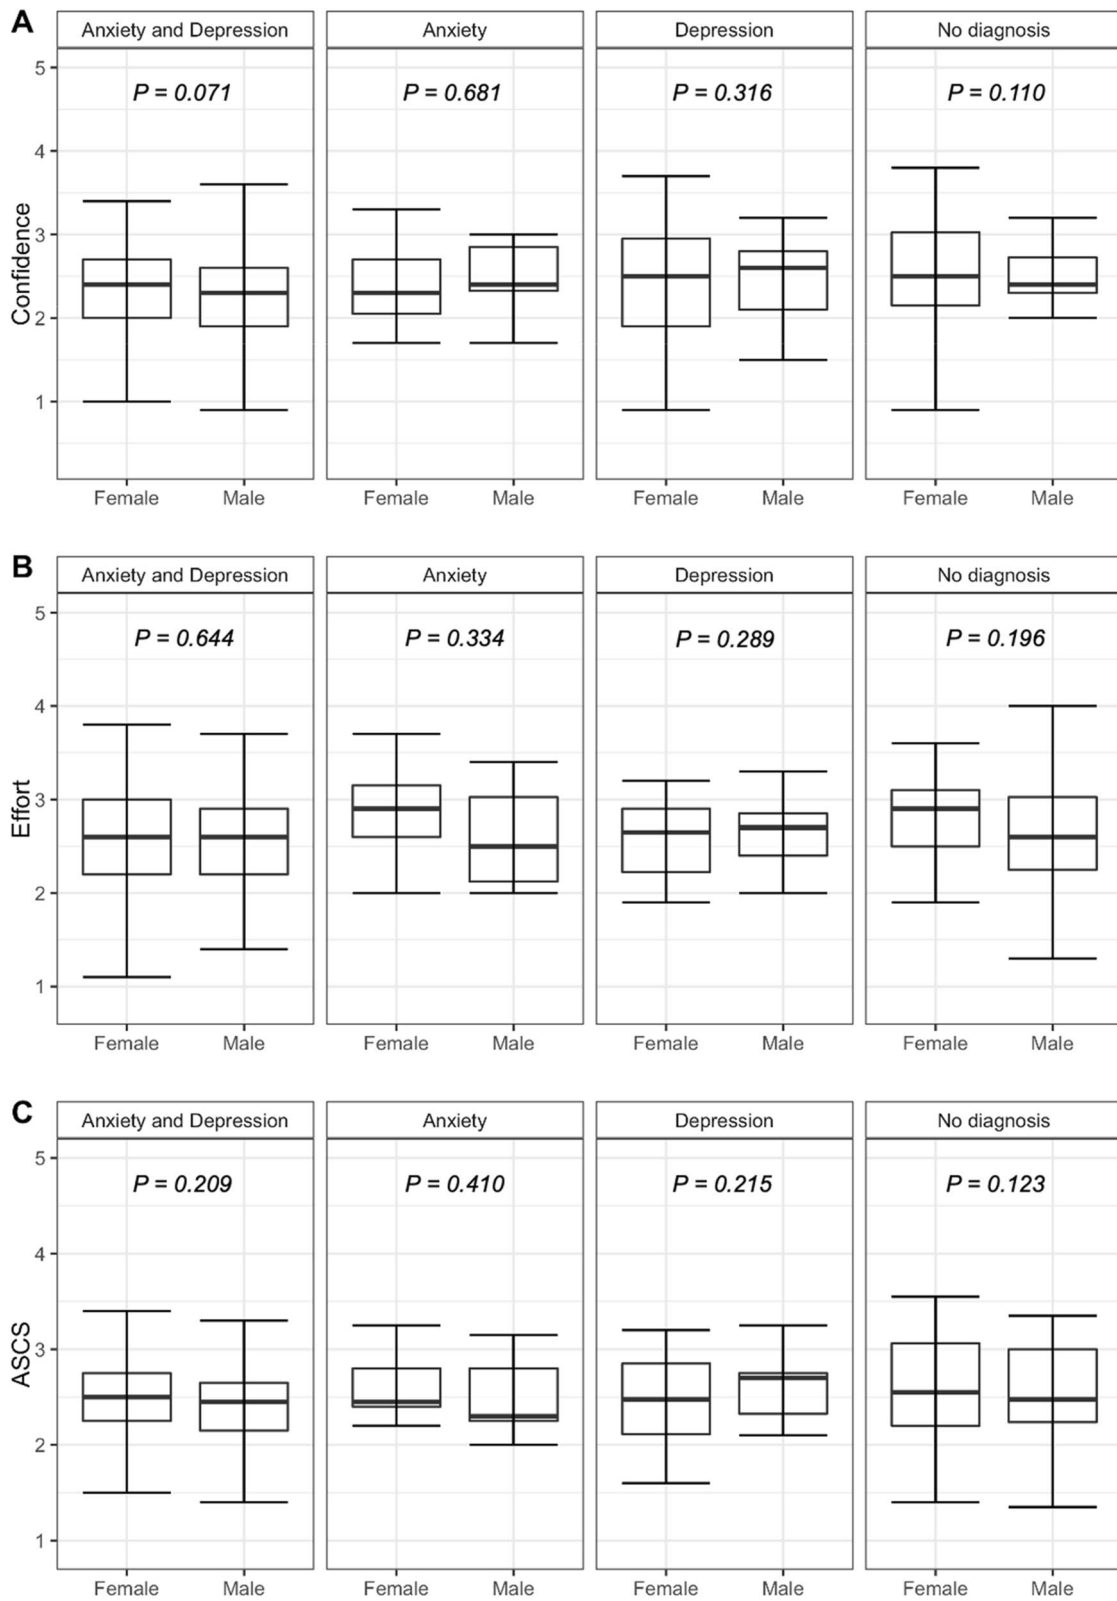 A
Anxiety and Depression
Anxiety
Depression
No diagnosis
P = 0.071
P = 0.681
P = 0.316
P = 0.110
Confidence
5
4
3
2
1
Female
Male
Female
Male
Female
Male
Female
Male
B
Anxiety and Depression
Anxiety
Depression
No diagnosis
P = 0.644
P = 0.334
P = 0.289
P = 0.196
Effort
5
4
3
2
1
Female
Male
Female
Male
Female
Male
Female
Male
C
Anxiety and Depression
Anxiety
Depression
No diagnosis
P = 0.209
P = 0.410
P = 0.215
P = 0.123
ASCS
5
4
3
2
1
Female
Male
Female
Male
Female
Male
Female
Male